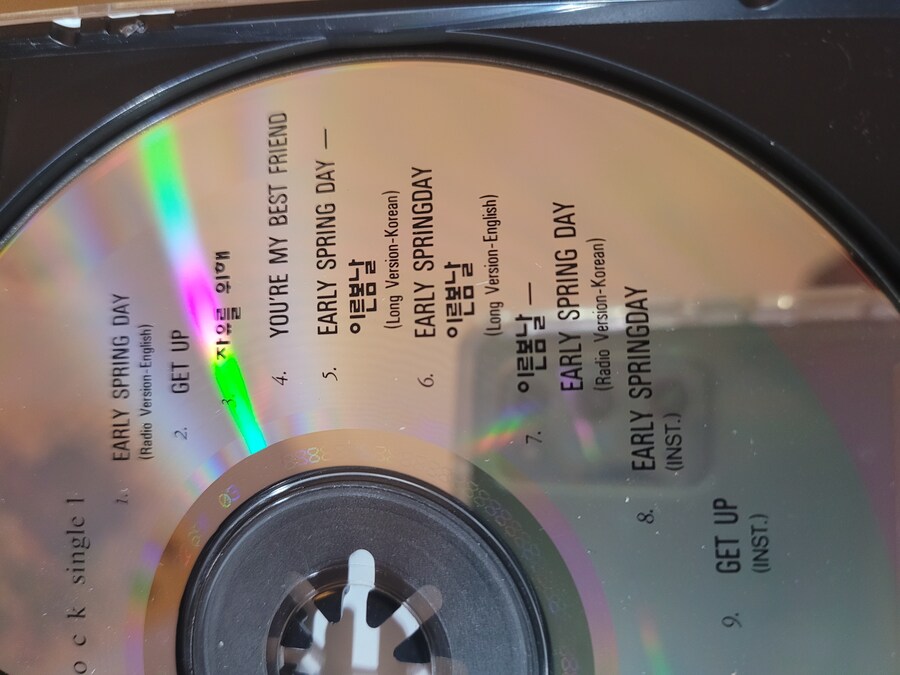 o c k single 1
1. EARLY SPRING DAY
(Radio Version-English)
2. GET UP
3. 자유를 위해
4. YOU'RE MY BEST FRIEND
5. EARLY SPRING DAY —
이른봄날
(Long Version-Korean)
6. EARLY SPRINGDAY
이른봄날
(Long Version-English)
7. 이른봄날 —
EARLY SPRING DAY
(Radio Version-Korean)
8. EARLY SPRINGDAY
(INST.)
9. GET UP
(INST.)